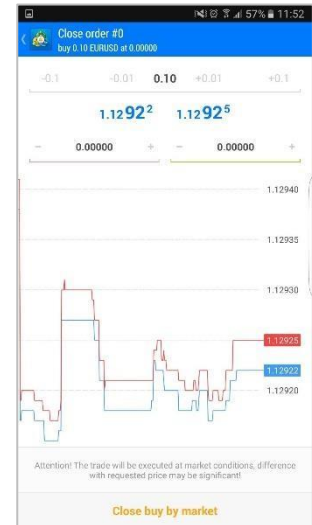 57% 11:52
Close order #0
buy 0.10 EURUSD at 0.00000
-0.1 -0.01 0.10 +0.01 +0.1
1.12922 1.12925
− 0.00000 + − 0.00000 +
1.12940
1.12935
1.12930
1.12925
1.12922
1.12920
Attention! The trade will be executed at market conditions, difference
with requested price may be significant!
Close buy by market